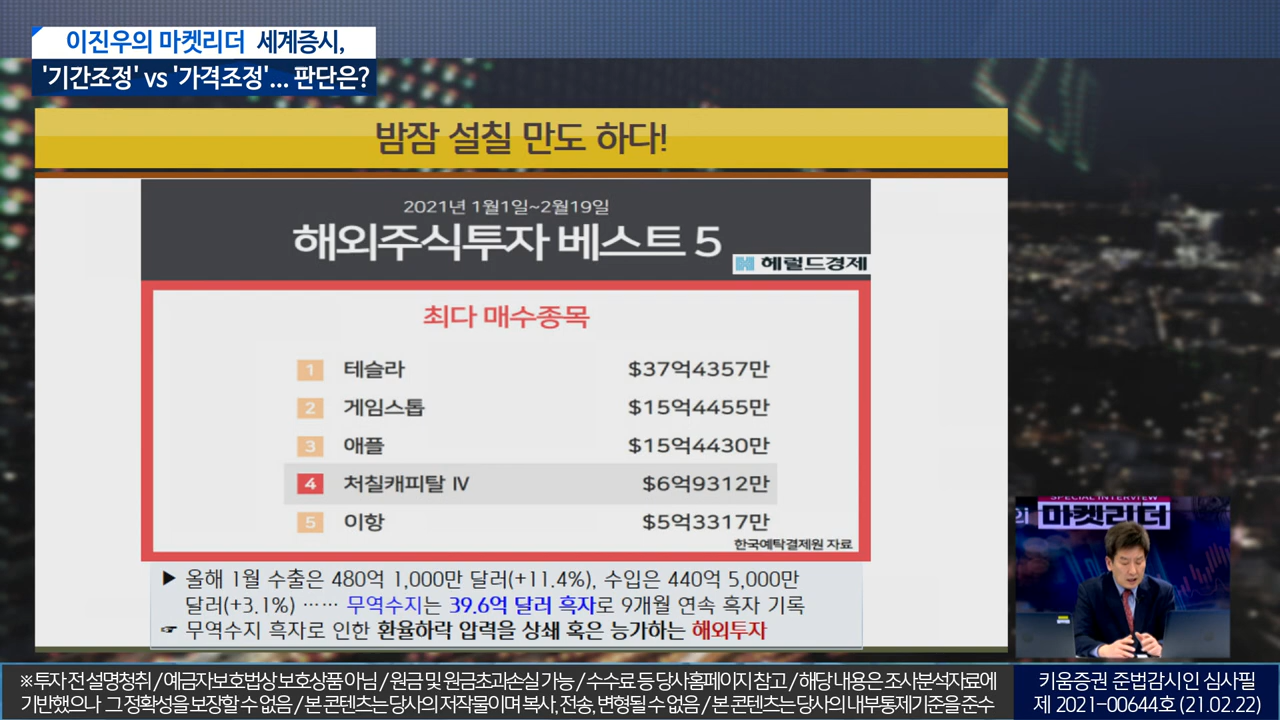 이진우의 마켓리더 세계증시,
'기간조정' vs '가격조정'... 판단은?
밤잠 설칠 만도 하다!
2021년 1월1일~2월19일
해외주식투자 베스트 5
헤럴드경제
최다 매수종목
1 테슬라 $37억4357만
2 게임스톱 $15억4455만
3 애플 $15억4430만
4 처칠캐피탈 Ⅳ $6억9312만
5 이항 $5억3317만
한국예탁결제원 자료
▶ 올해 1월 수출은 480억 1,000만 달러(+11.4%), 수입은 440억 5,000만
달러(+3.1%) …… 무역수지는 39.6억 달러 흑자로 9개월 연속 흑자 기록
☞ 무역수지 흑자로 인한 환율하락 압력을 상쇄 혹은 능가하는 해외투자
SPECIAL INTERVIEW
마켓리더
※ 투자 전 설명청취 / 예금자보호법상 보호상품 아님 / 원금 및 원금초과손실 가능 / 수수료 등 당사홈페이지 참고 / 해당 내용은 조사분석자료에
기반했으나 그 정확성을 보장할 수 없음 / 본 콘텐츠는 당사의 저작물이며 복사, 전송, 변형될 수 없음 / 본 콘텐츠는 당사의 내부통제기준을 준수
키움증권 준법감시인 심사필
제 2021-00644호 (21.02.22)